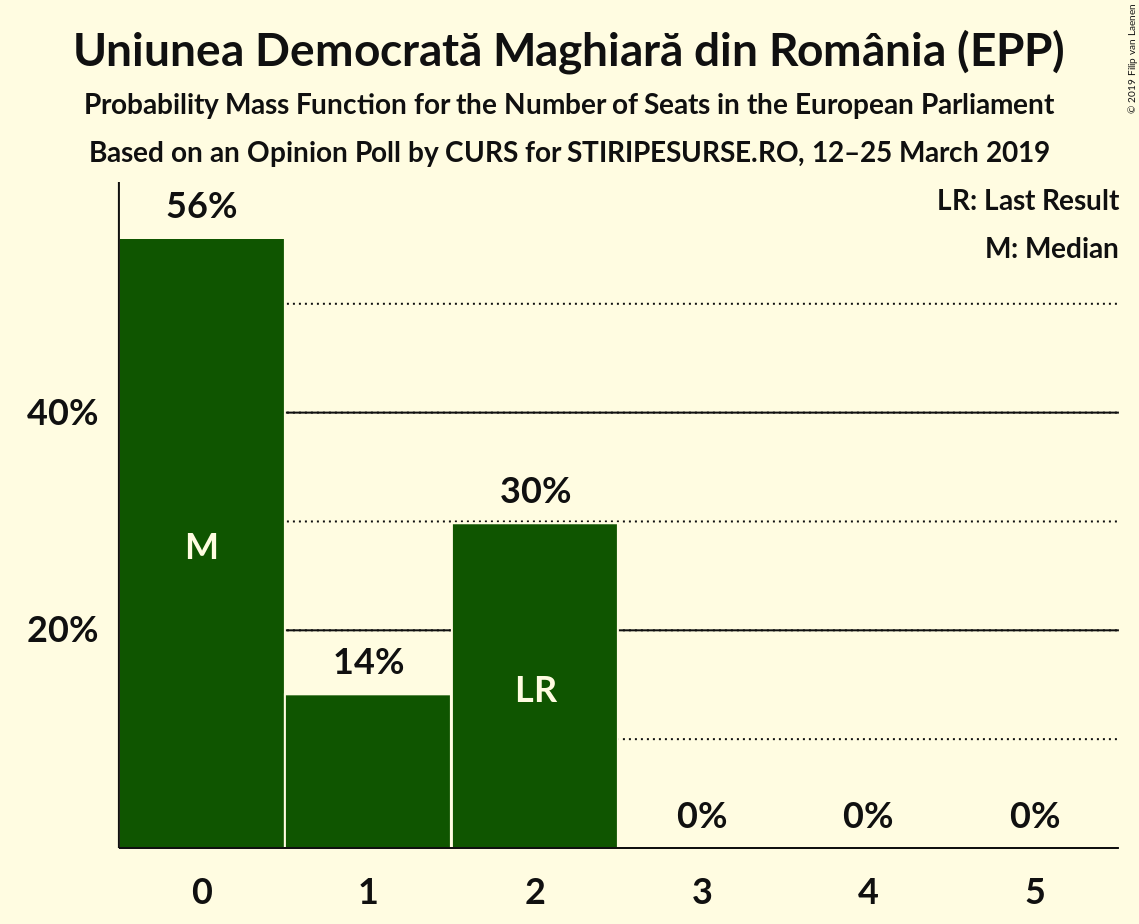 Uniunea Democrată Maghiară din România (EPP)
Probability Mass Function for the Number of Seats in the European Parliament
Based on an Opinion Poll by CURS for STIRIPESURSE.RO, 12–25 March 2019
© 2019 Filip van Laenen
LR: Last Result
M: Median
56%
40%
30%
M
20%
14%
LR
0% 0% 0%
0 1 2 3 4 5